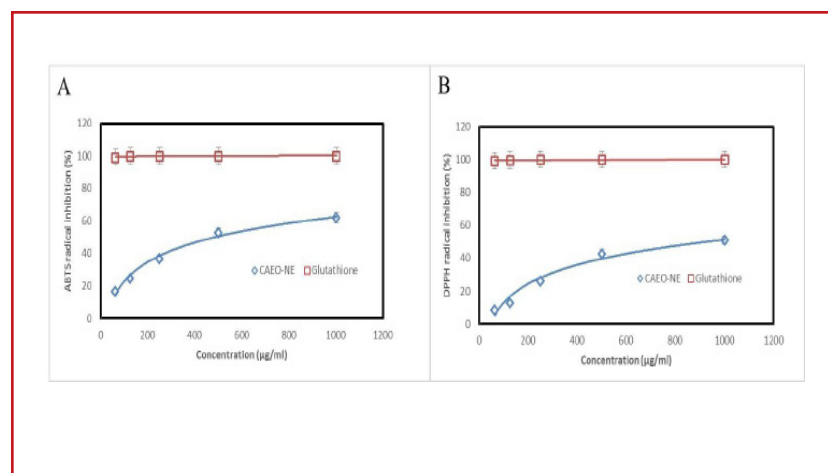 A
120
100
80
60
40
20
0
ABTS radical inhibition (%)
CAEO-NE Glutathione
0 200 400 600 800 1000 1200
Concentration (µg/ml)
B
120
100
80
60
40
20
0
DPPH radical inhibition (%)
CAEO-NE Glutathione
0 200 400 600 800 1000 1200
Concentration (µg/ml)